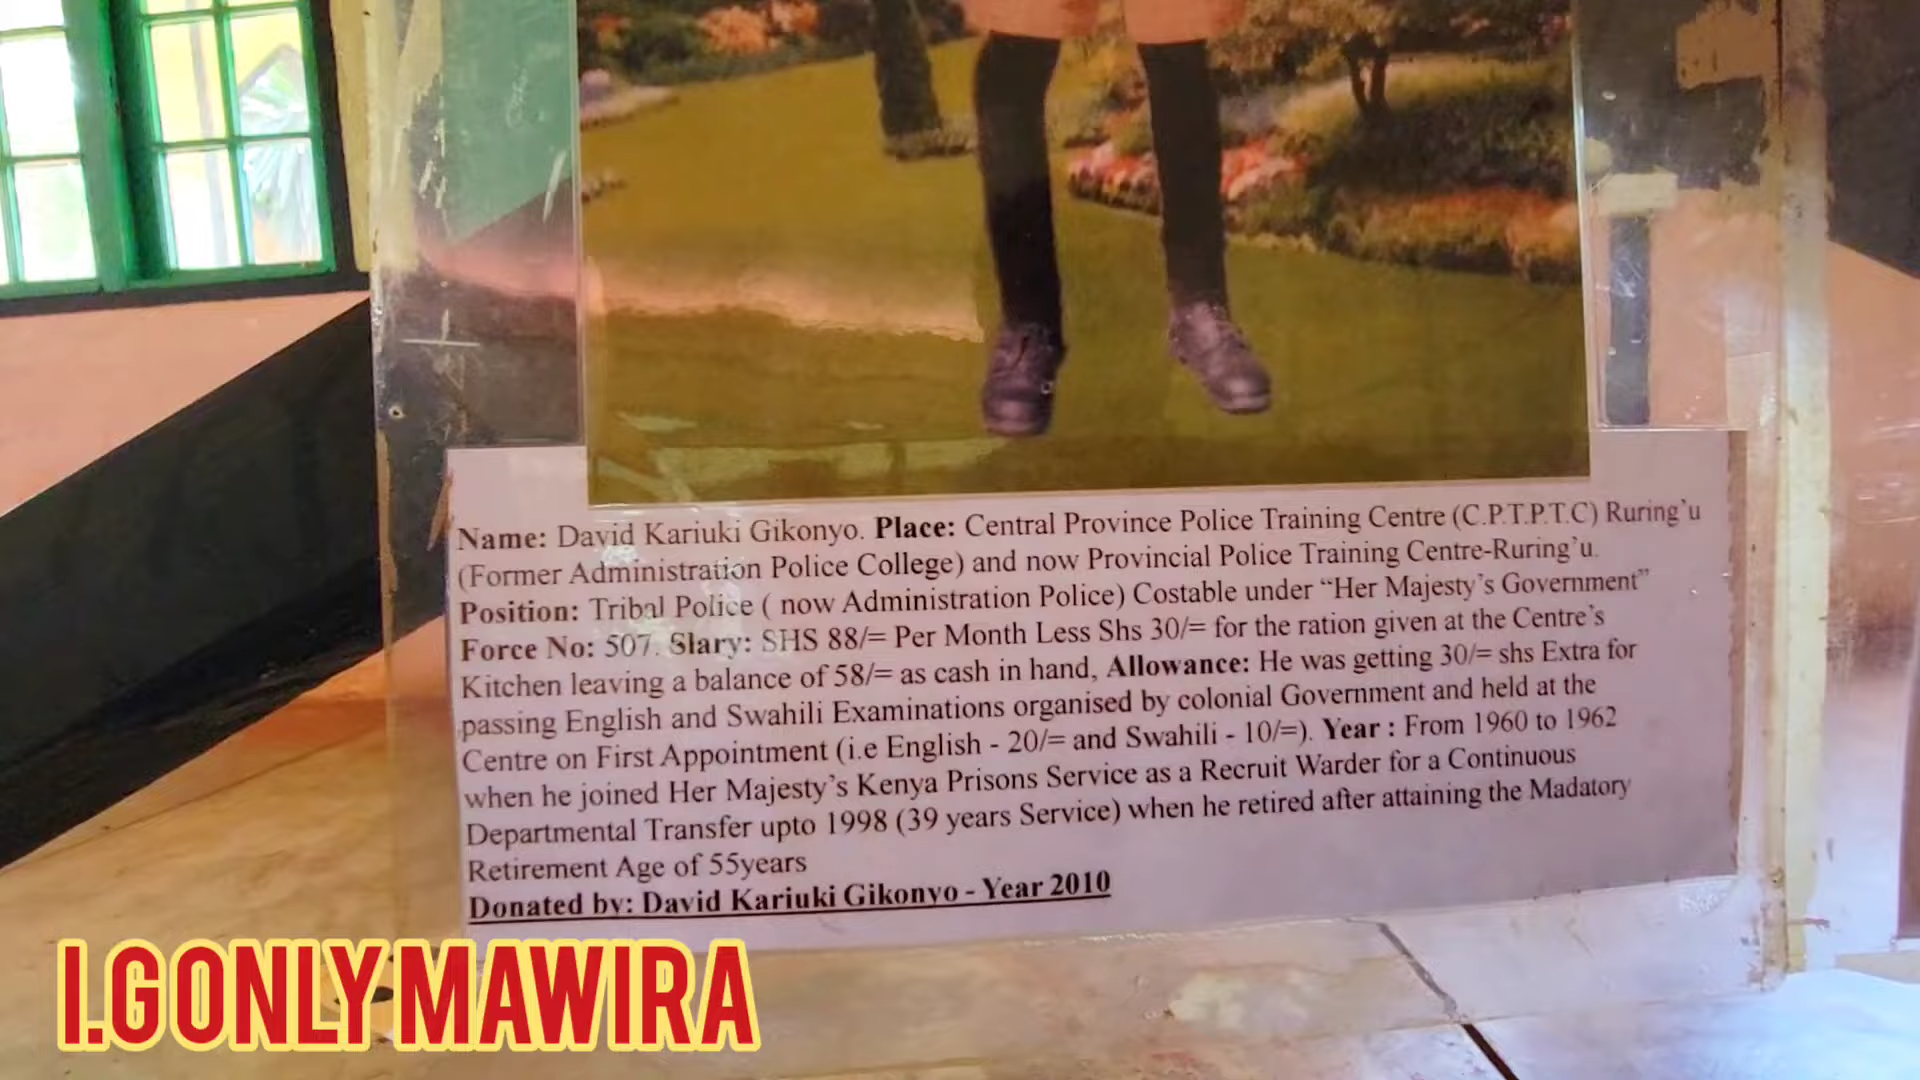 Name: David Kariuki Gikonyo. Place: Central Province Police Training Centre (C.P.T.P.T.C) Ruring'u
(Former Administration Police College) and now Provincial Police Training Centre-Ruring'u.
Position: Tribal Police ( now Administration Police) Costable under “Her Majesty's Government”
Force No: 507. Slary: SHS 88/= Per Month Less Shs 30/= for the ration given at the Centre's
Kitchen leaving a balance of 58/= as cash in hand, Allowance: He was getting 30/= shs Extra for
passing English and Swahili Examinations organised by colonial Government and held at the
Centre on First Appointment (i.e English - 20/= and Swahili - 10/=). Year : From 1960 to 1962
when he joined Her Majesty's Kenya Prisons Service as a Recruit Warder for a Continuous
Departmental Transfer upto 1998 (39 years Service) when he retired after attaining the Madatory
Retirement Age of 55years
Donated by: David Kariuki Gikonyo - Year 2010
I.G ONLY MAWIRA